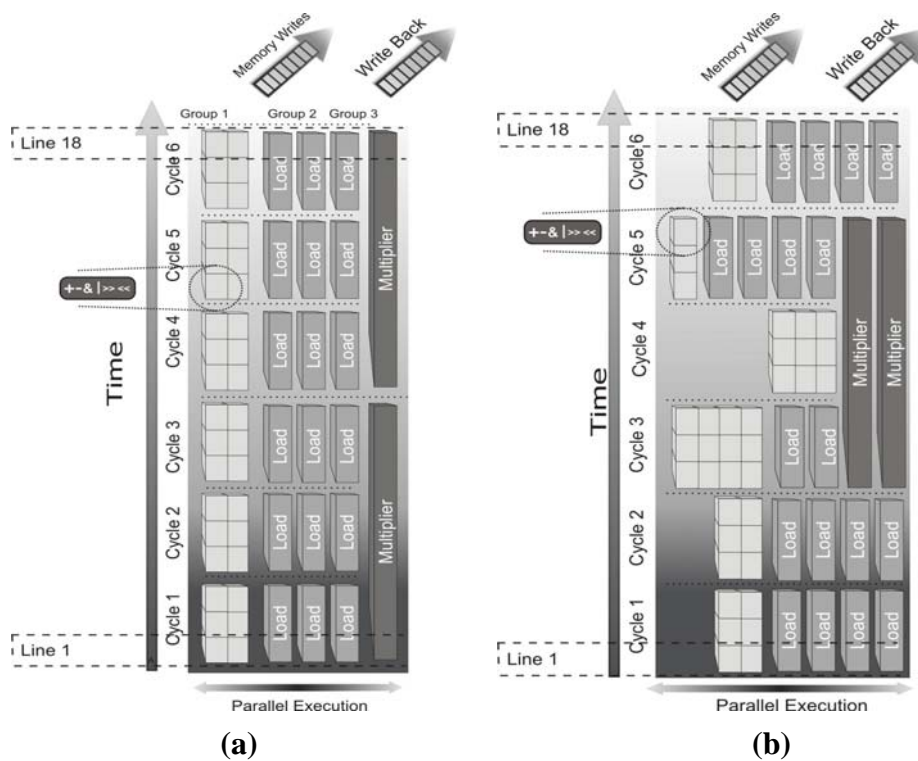 Memory Writes
Write Back
Group 1 Group 2 Group 3
Line 18
Cycle 6
Load
Load
Load
Cycle 5
Load
Load
Load
+-& | >> <<
Multiplier
Cycle 4
Load
Load
Load
Time
Cycle 3
Load
Load
Load
Cycle 2
Load
Load
Load
Multiplier
Cycle 1
Load
Load
Load
Line 1
Parallel Execution
(a)
Memory Writes
Write Back
Line 18
Cycle 6
Load
Load
Load
Load
Cycle 5
Load
Load
Load
Load
+-& | >> <<
Cycle 4
Multiplier
Multiplier
Time
Cycle 3
Load
Load
Cycle 2
Load
Load
Load
Load
Cycle 1
Load
Load
Load
Load
Line 1
Parallel Execution
(b)